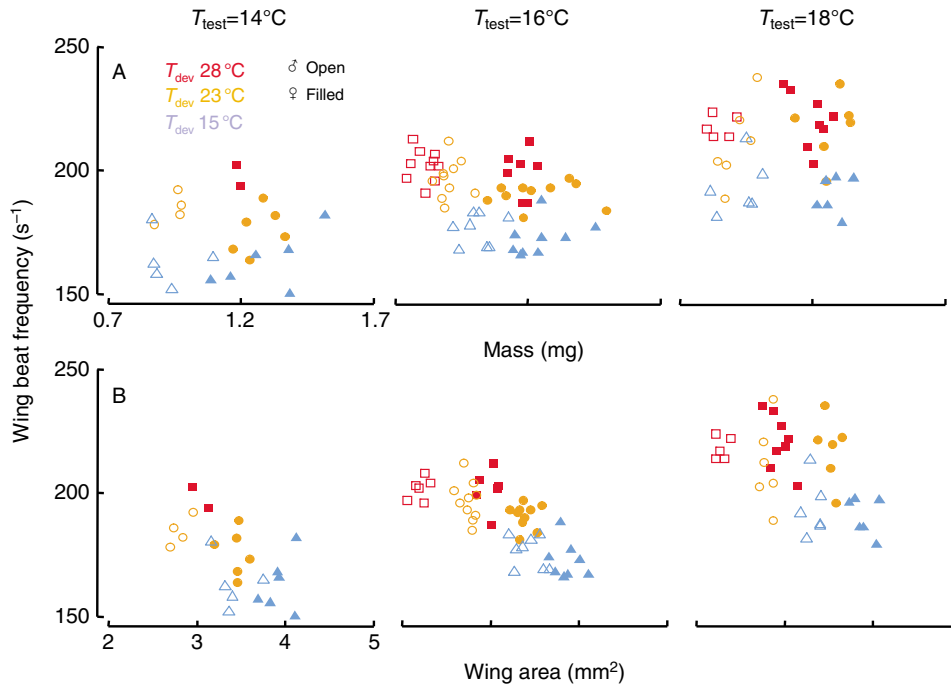 T_test=14°C T_test=16°C T_test=18°C
250
A
T_dev 28°C
♂ Open
T_dev 23°C
♀ Filled
T_dev 15°C
200
150
0.7 1.2 1.7
Mass (mg)
Wing beat frequency (s⁻¹)
250
B
200
150
2 3 4 5
Wing area (mm²)